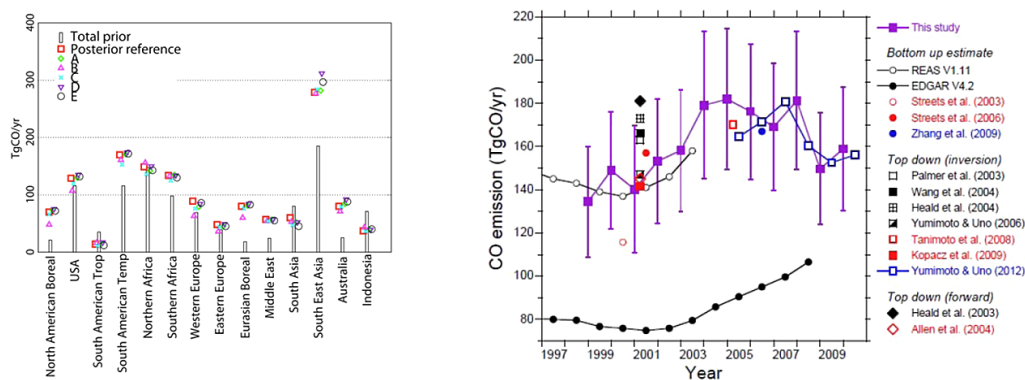 400
300
200
100
0
TgCO/yr
Total prior
Posterior reference
A
B
C
D
E
North American Boreal
USA
South American Trop
South American Temp
Northern Africa
Southern Africa
Western Europe
Eastern Europe
Eurasian Boreal
Middle East
South Asia
South East Asia
Australia
Indonesia
220
200
180
160
140
120
100
80
60
CO emission (TgCO/yr)
1997
1999
2001
2003
2005
2007
2009
Year
This study
Bottom up estimate
REAS V1.11
EDGAR V4.2
Streets et al. (2003)
Streets et al. (2006)
Zhang et al. (2009)
Top down (inversion)
Palmer et al. (2003)
Wang et al. (2004)
Heald et al. (2004)
Yumimoto & Uno (2006)
Tanimoto et al. (2008)
Kopacz et al. (2009)
Yumimoto & Uno (2012)
Top down (forward)
Heald et al. (2003)
Allen et al. (2004)